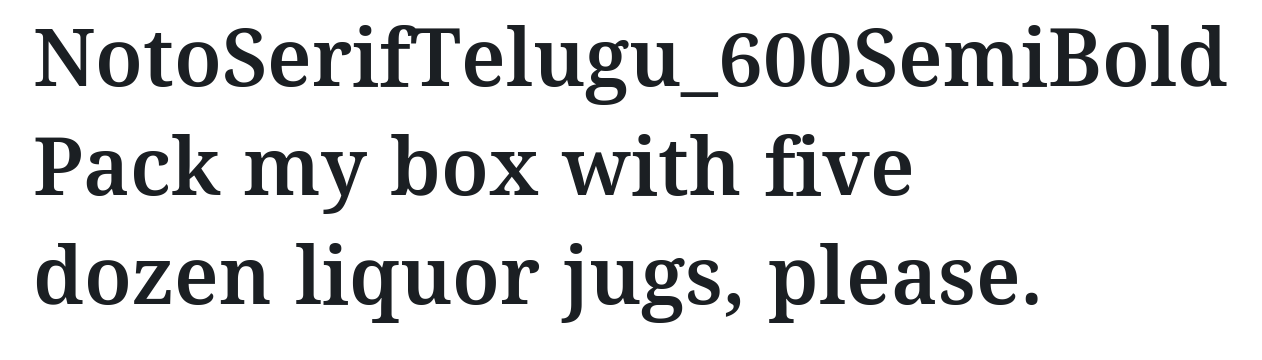 NotoSerifTelugu_600SemiBold
Pack my box with five
dozen liquor jugs, please.